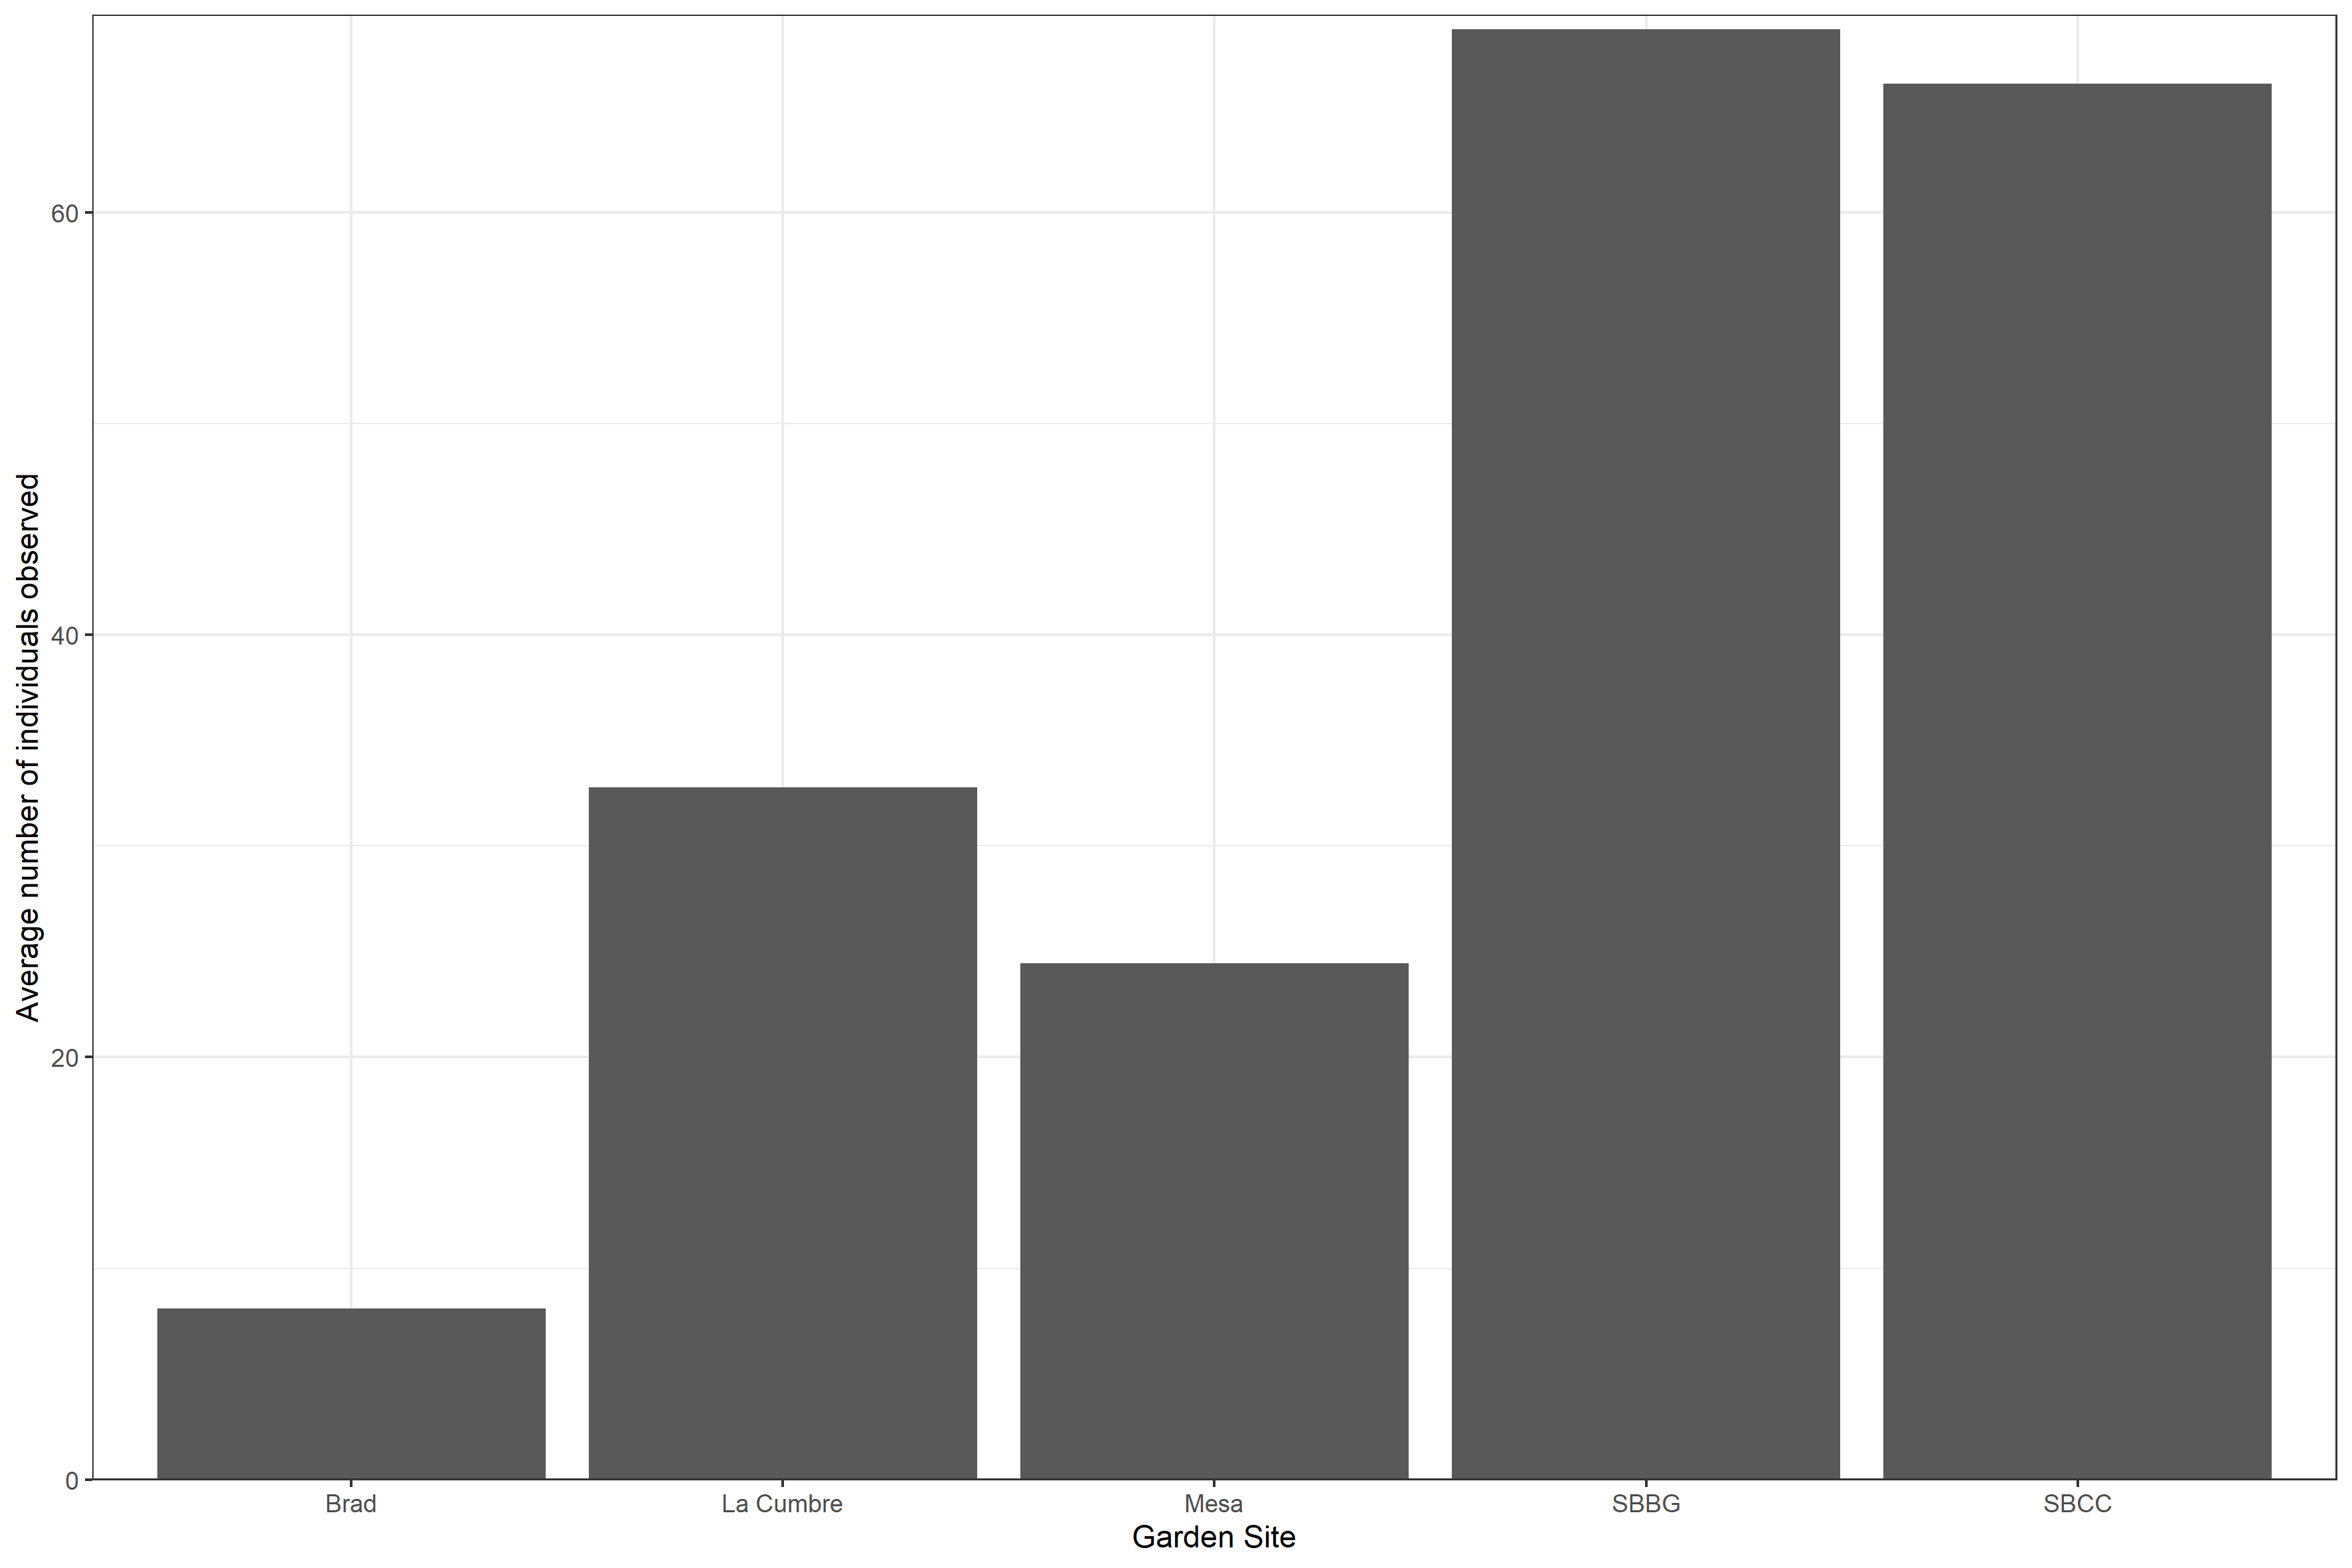 Average number of individuals observed
60
40
20
0
Brad La Cumbre Mesa SBBG SBCC
Garden Site